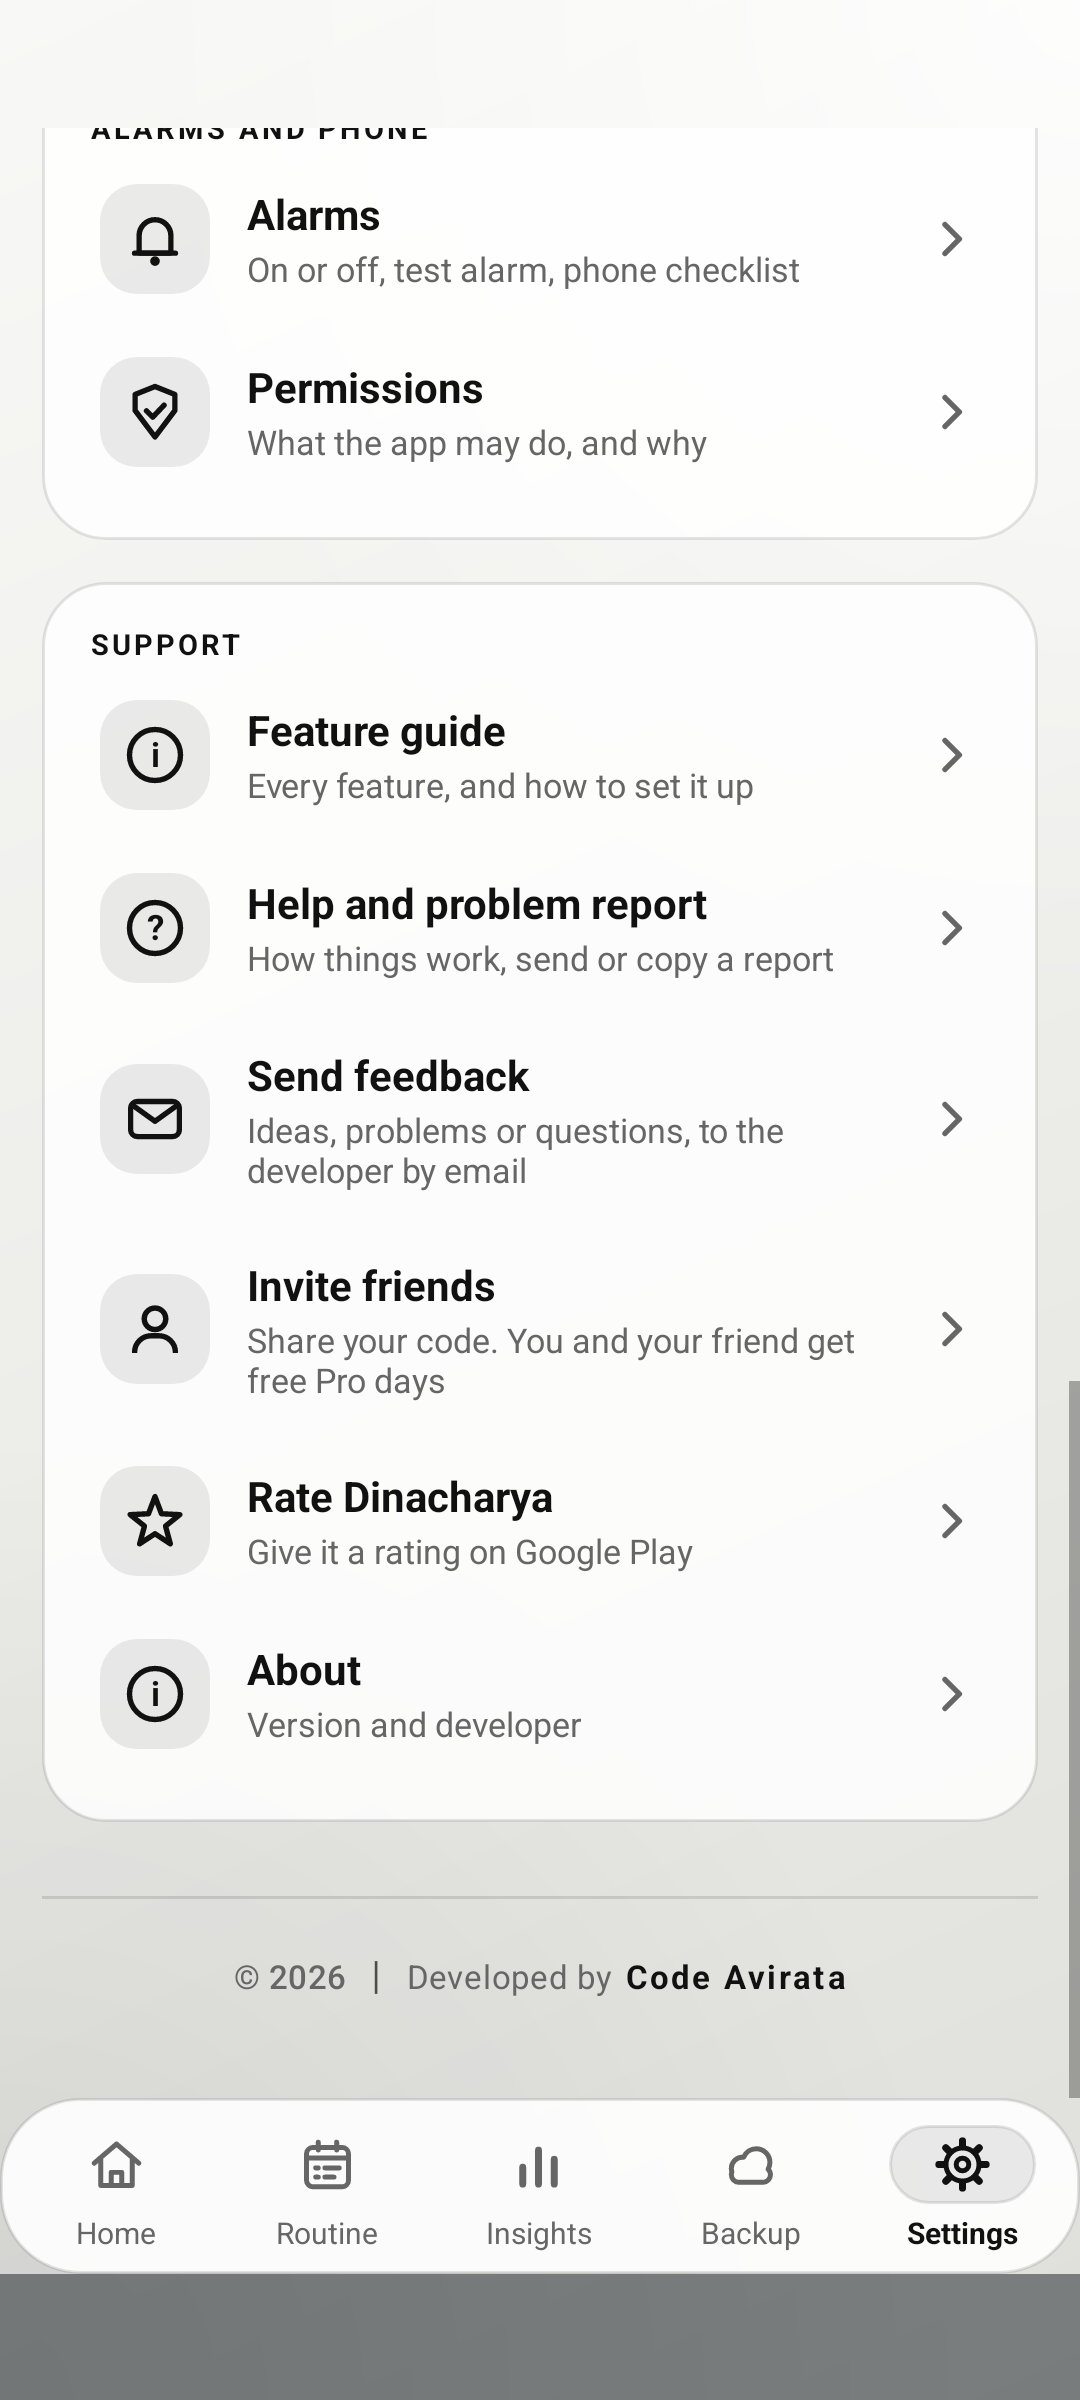 ALARMS AND PHONE
Alarms
On or off, test alarm, phone checklist
Permissions
What the app may do, and why
SUPPORT
Feature guide
Every feature, and how to set it up
Help and problem report
How things work, send or copy a report
Send feedback
Ideas, problems or questions, to the
developer by email
Invite friends
Share your code. You and your friend get
free Pro days
Rate Dinacharya
Give it a rating on Google Play
About
Version and developer
© 2026 | Developed by Code Avirata
Home Routine Insights Backup Settings